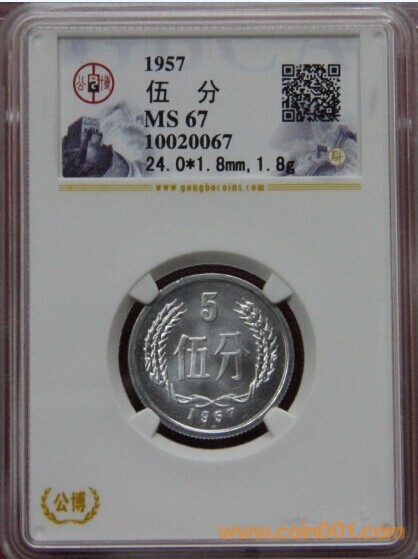 1957
伍 分
MS 67
10020067
24.0*1.8mm,1.8g
www.gongbocoins.com
5
伍分
1957
公博
www.coin001.com